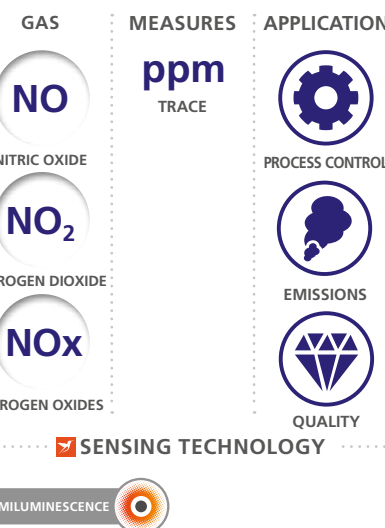 GAS
NO
NITRIC OXIDE
NO₂
ROGEN DIOXIDE
NOx
ROGEN OXIDES
MEASURES
ppm
TRACE
APPLICATION
PROCESS CONTROL
EMISSIONS
QUALITY
SENSING TECHNOLOGY
MILUMINESCENCE